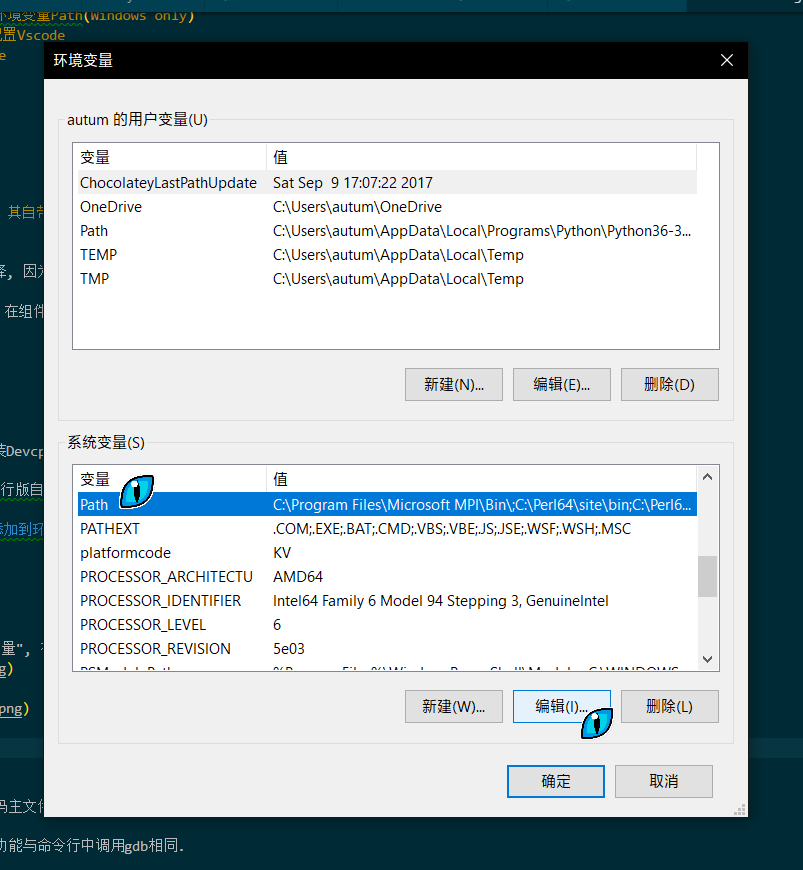 环境变量Path(Windows only)
配置Vscode
环境变量
autum 的用户变量(U)
变量 值
ChocolateyLastPathUpdate Sat Sep 9 17:07:22 2017
OneDrive C:\Users\autum\OneDrive
Path C:\Users\autum\AppData\Local\Programs\Python\Python36-3...
TEMP C:\Users\autum\AppData\Local\Temp
TMP C:\Users\autum\AppData\Local\Temp
其自带
, 因为
在组件
新建(N)... 编辑(E)... 删除(D)
系统变量(S)
装Devcp
变量 值
行版自
Path C:\Program Files\Microsoft MPI\Bin\;C:\Perl64\site\bin;C:\Perl6...
添加到环
PATHEXT .COM;.EXE;.BAT;.CMD;.VBS;.VBE;.JS;.JSE;.WSF;.WSH;.MSC
platformcode KV
PROCESSOR_ARCHITECTU AMD64
PROCESSOR_IDENTIFIER Intel64 Family 6 Model 94 Stepping 3, GenuineIntel
PROCESSOR_LEVEL 6
PROCESSOR_REVISION 5e03
量",
g)
png)
新建(W)... 编辑(I)... 删除(L)
确定 取消
码主文件
功能与命令行中调用gdb相同.